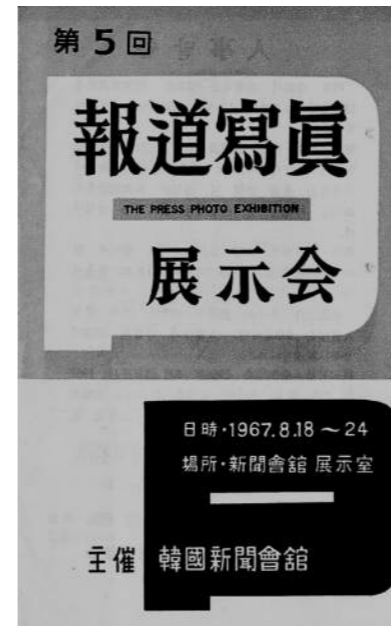 第5回
報道寫眞
THE PRESS PHOTO EXHIBITION
展示会
日時·1967.8.18～24
場所·新聞會舘 展示室
主催 韓國新聞會舘